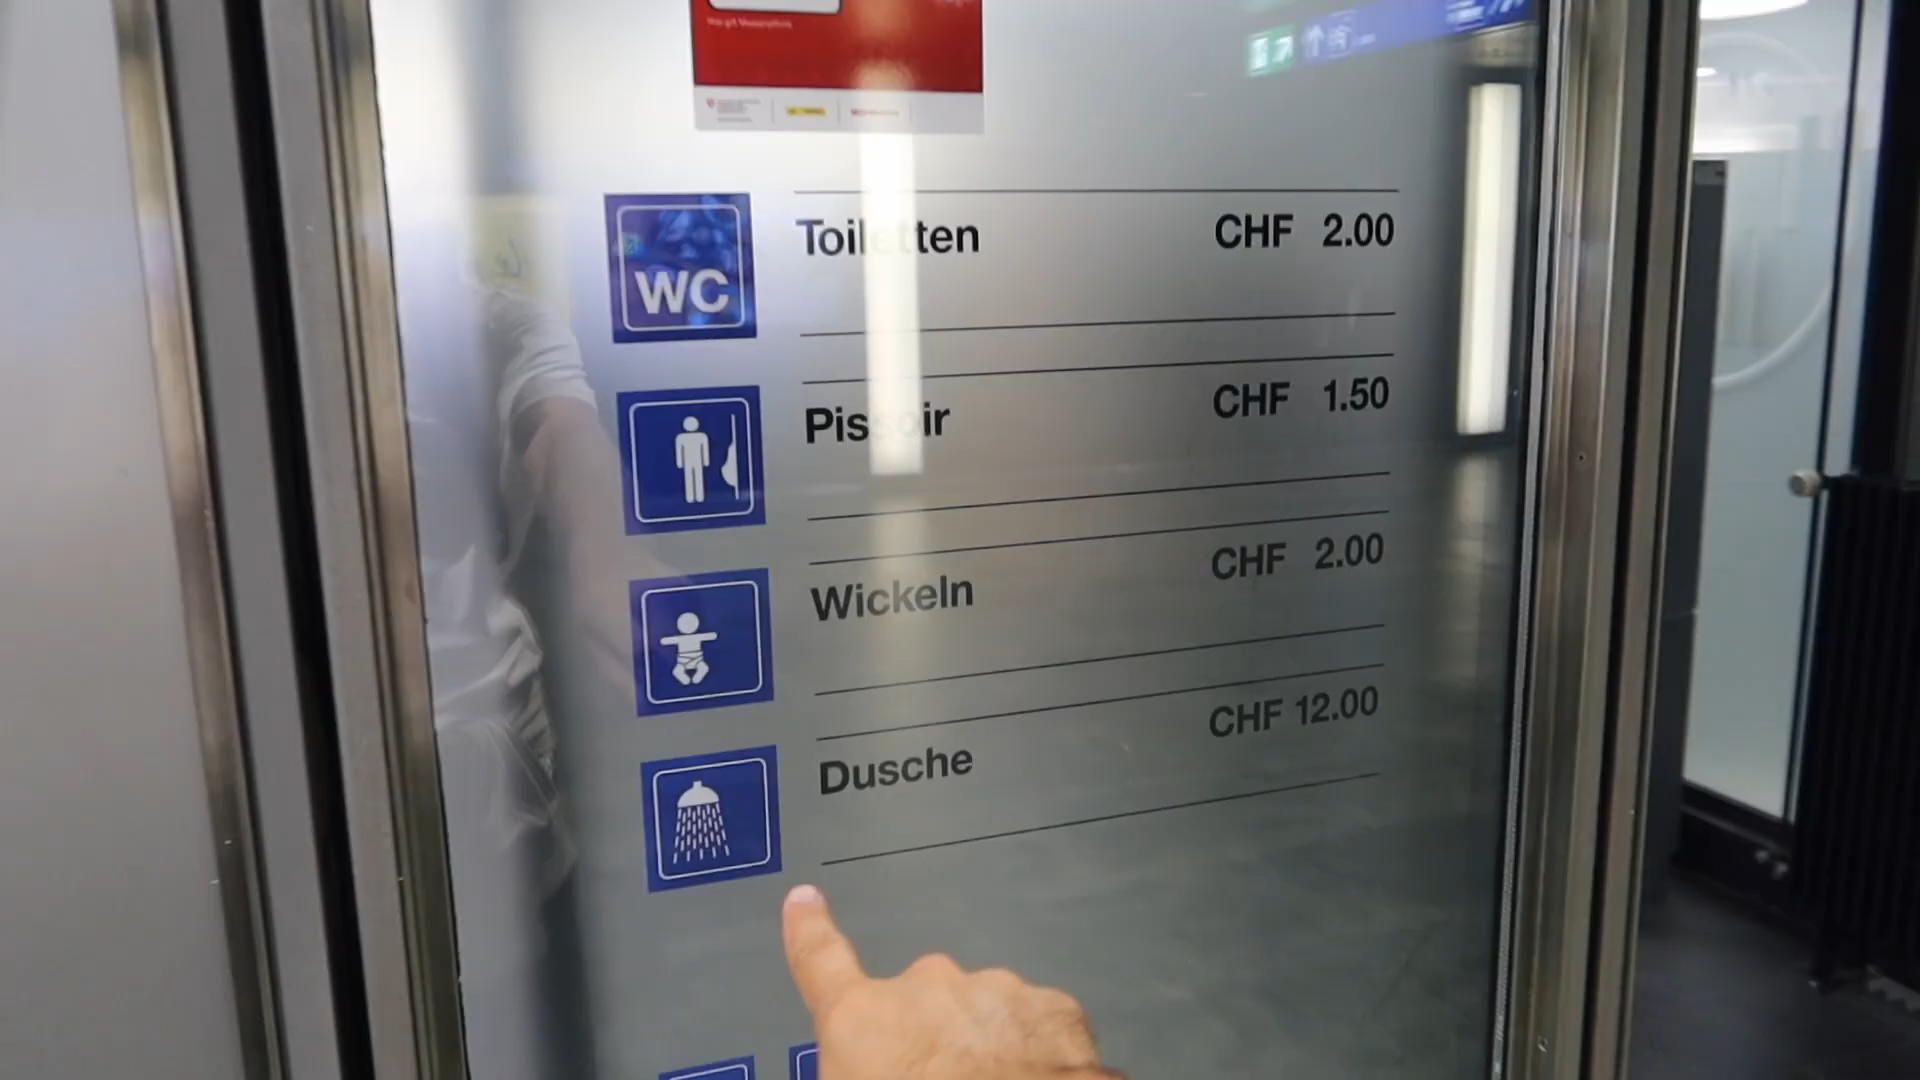 WC
Toiletten CHF 2.00
Pissoir CHF 1.50
Wickeln CHF 2.00
Dusche CHF 12.00